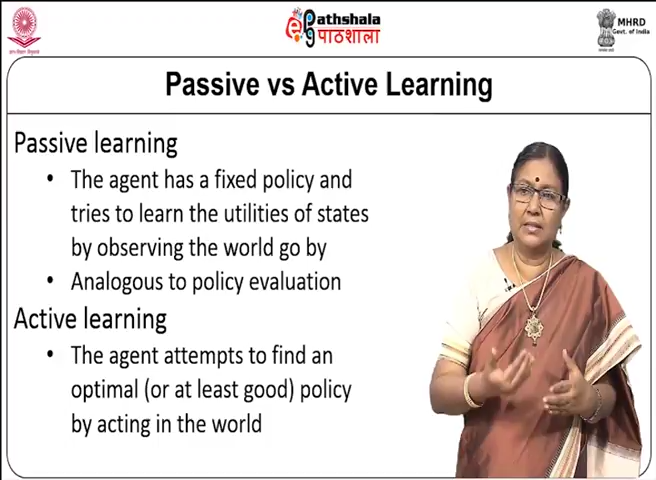 ePathshala
पाठशाला
MHRD
Govt. of India
Passive vs Active Learning
Passive learning
• The agent has a fixed policy and
tries to learn the utilities of states
by observing the world go by
• Analogous to policy evaluation
Active learning
• The agent attempts to find an
optimal (or at least good) policy
by acting in the world